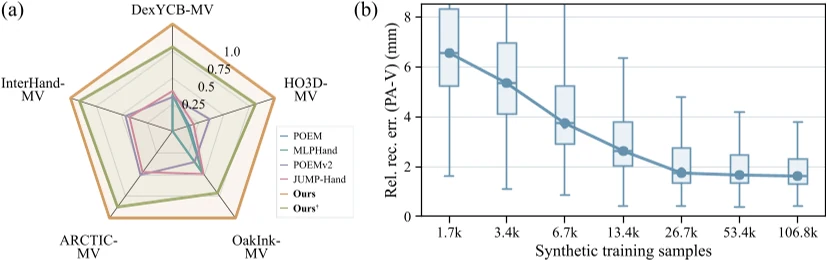 (a)
DexYCB-MV
HO3D-
MV
OakInk-
MV
ARCTIC-
MV
InterHand-
MV
1.0
0.75
0.5
0.25
POEM
MLPHand
POEMv2
JUMP-Hand
Ours
Ours†
(b)
Rel. rec. err. (PA-V) (mm)
8
6
4
2
0
1.7k 3.4k 6.7k 13.4k 26.7k 53.4k 106.8k
Synthetic training samples